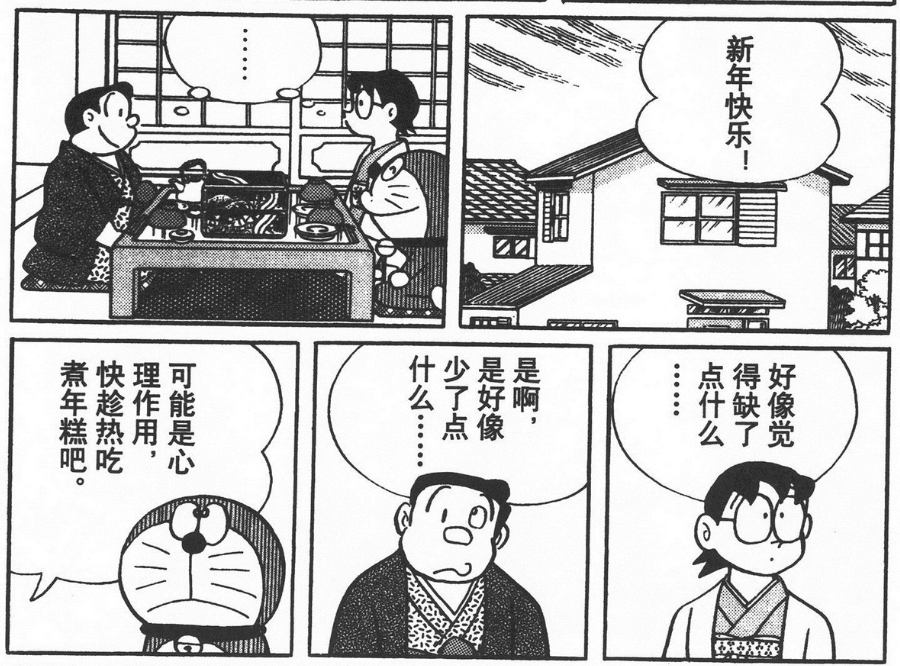 新年快乐！
……
好像觉
得缺了
点什么
……
是啊，
是好像
少了点
什么……
可能是心
理作用，
快趁热吃
煮年糕吧。